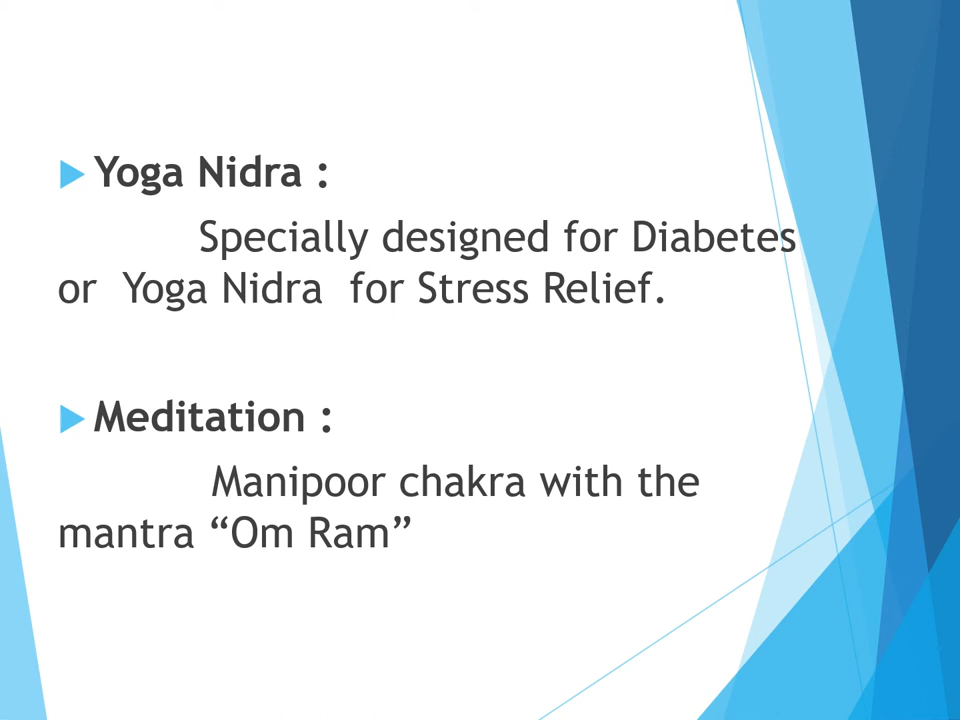 Yoga Nidra :
Specially designed for Diabetes
or Yoga Nidra for Stress Relief.
Meditation :
Manipoor chakra with the
mantra “Om Ram”